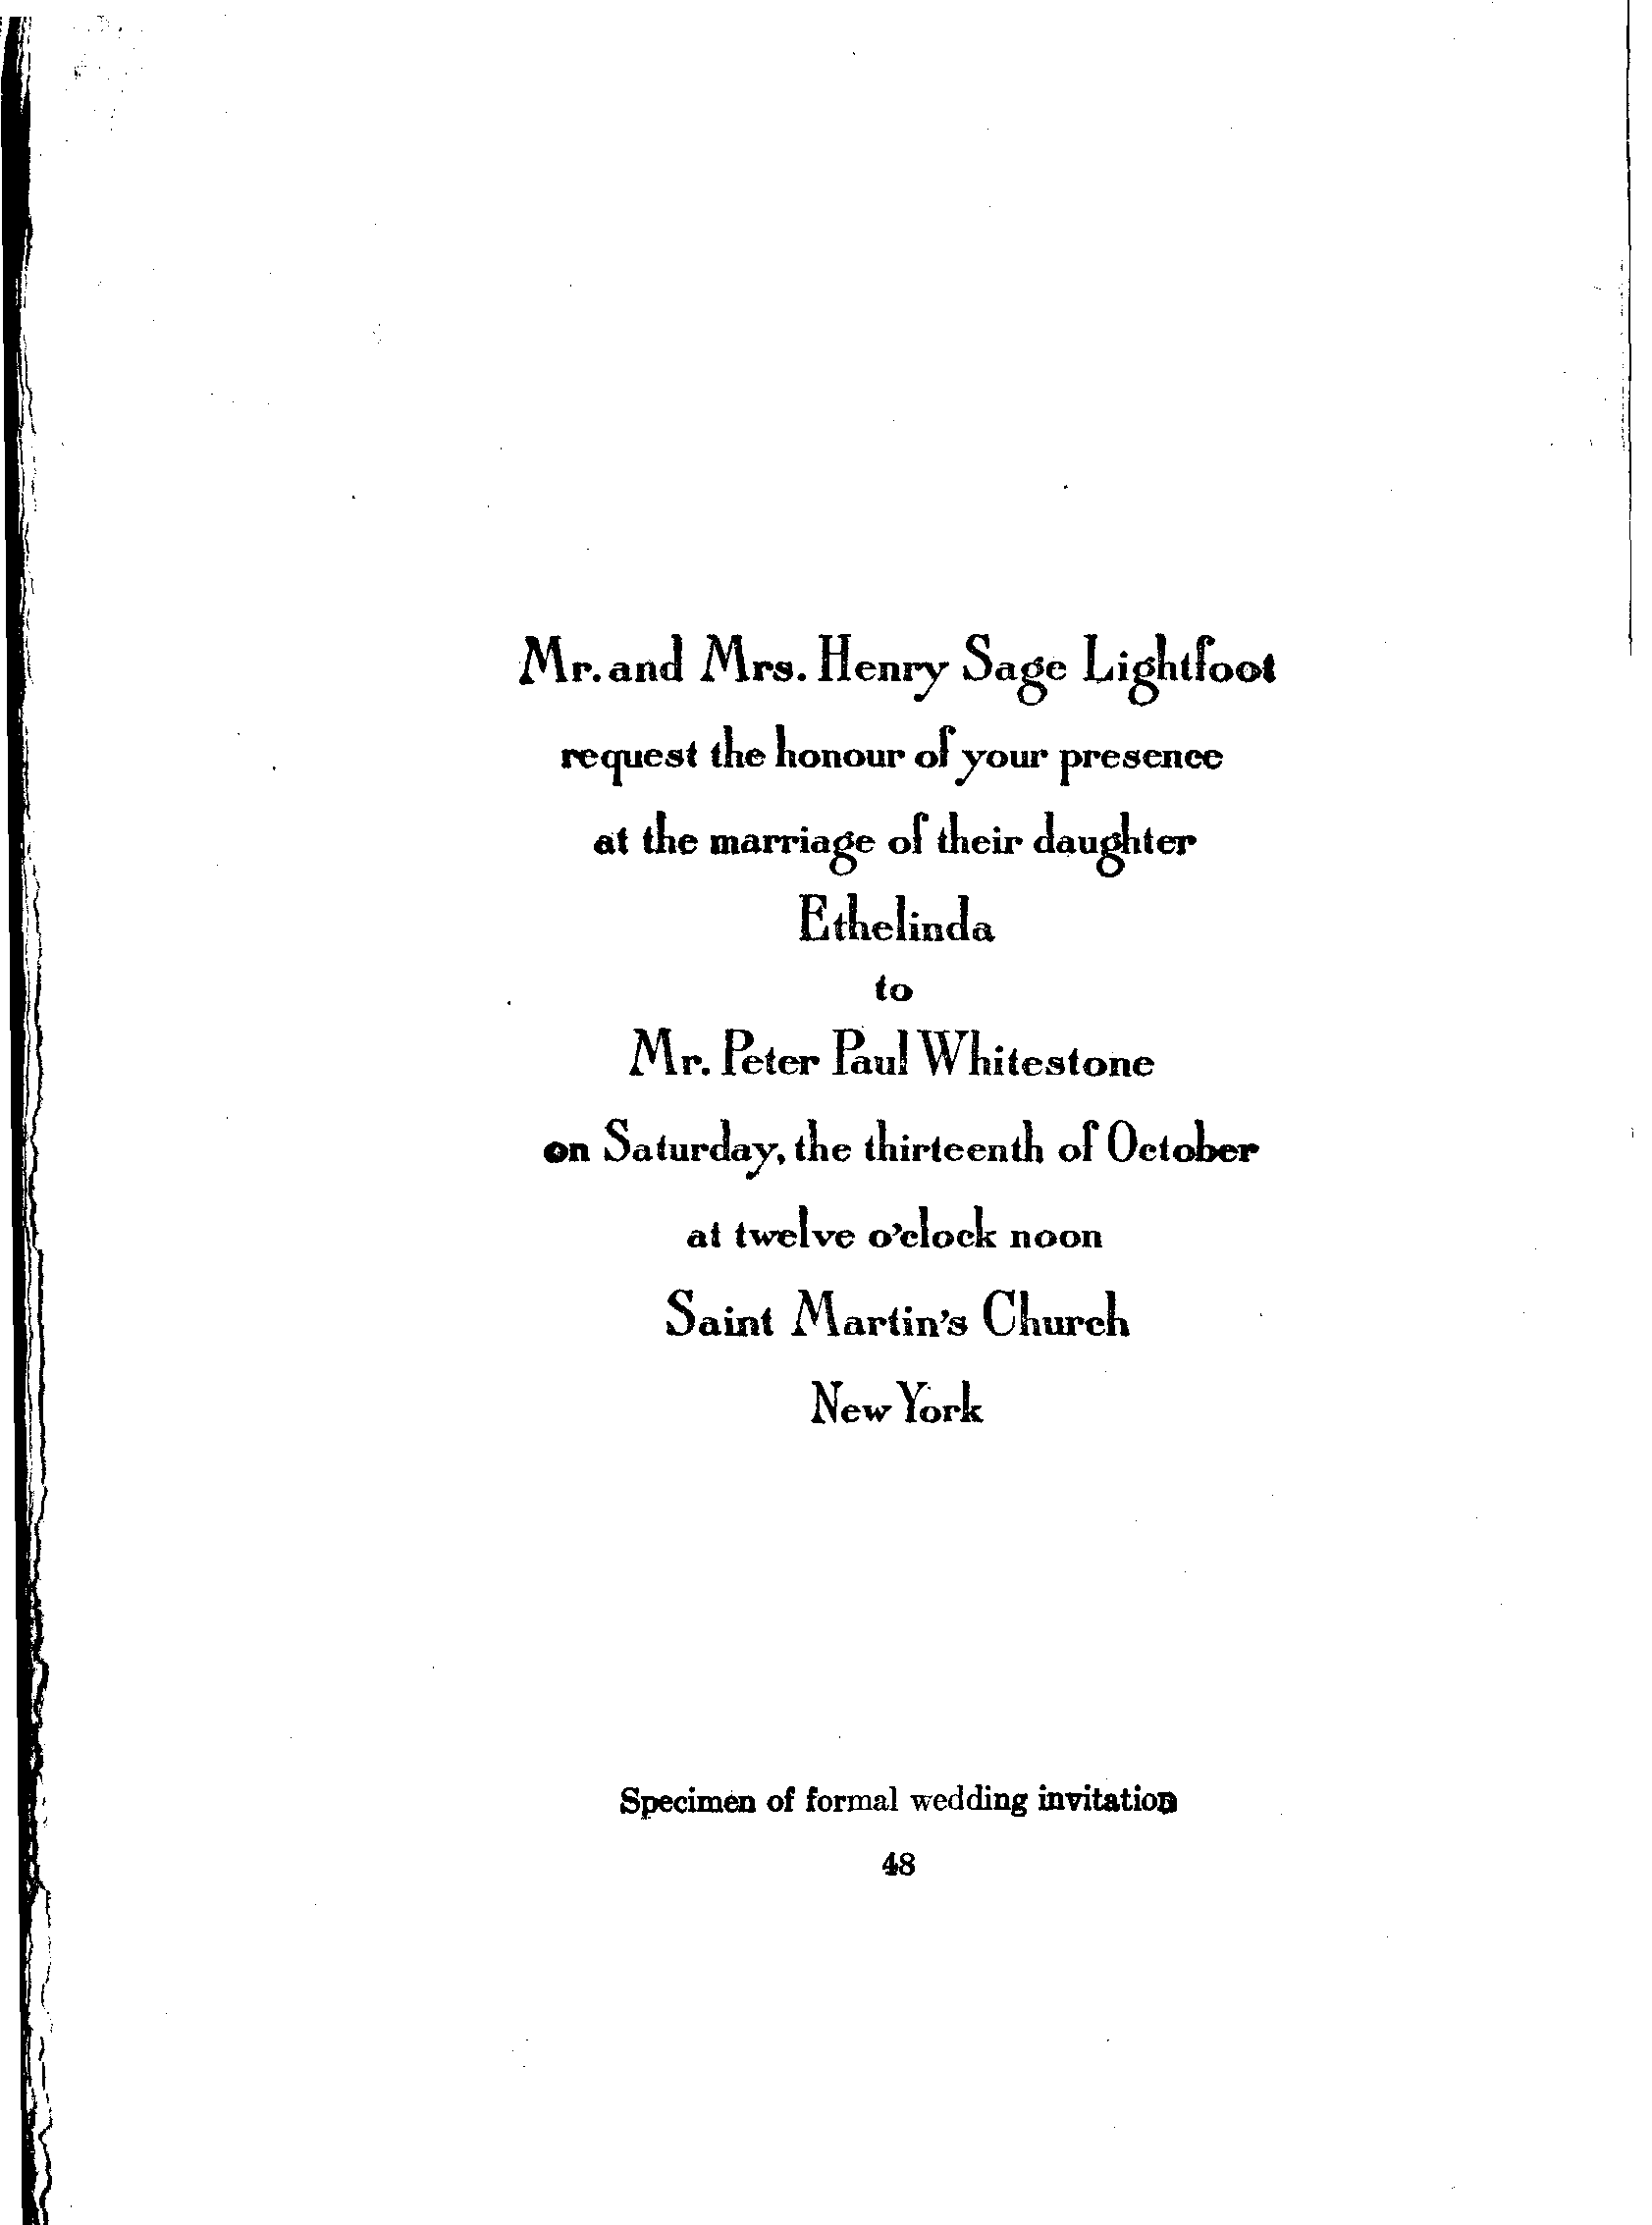 Mr. and Mrs. Henry Sage Lightfoot
request the honour of your presence
at the marriage of their daughter
Ethelinda
to
Mr. Peter Paul Whitestone
on Saturday, the thirteenth of October
at twelve o'clock noon
Saint Martin's Church
New York
Specimen of formal wedding invitation
48